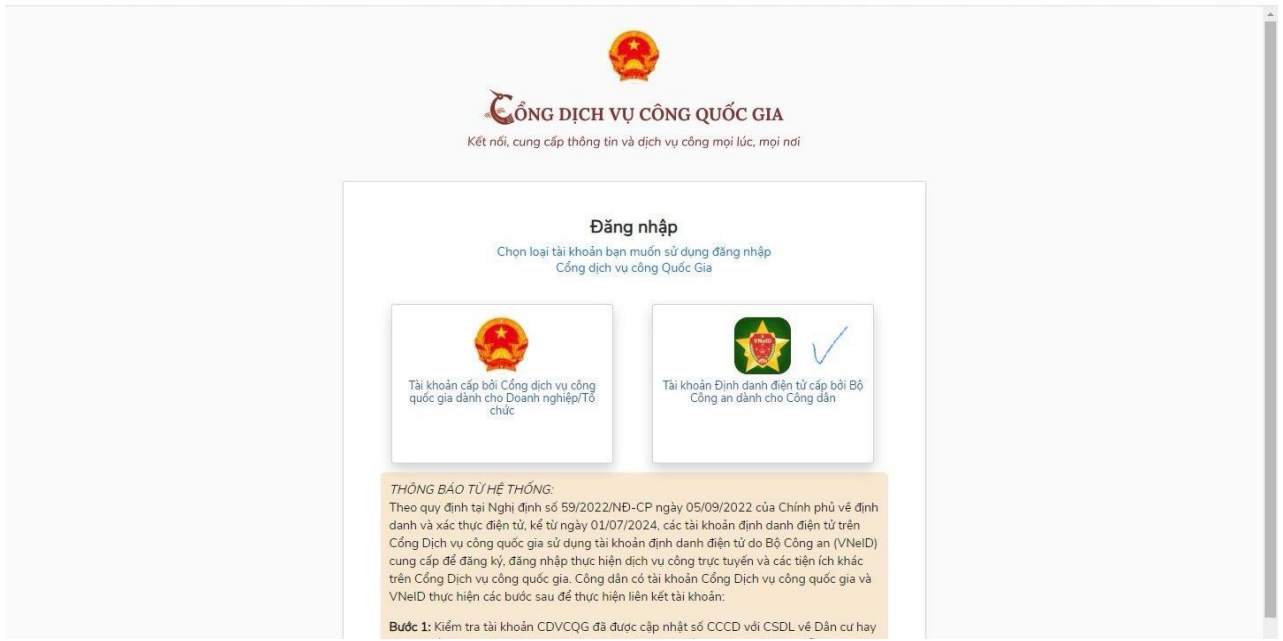 CỔNG DỊCH VỤ CÔNG QUỐC GIA
Kết nối, cung cấp thông tin và dịch vụ công mọi lúc, mọi nơi
Đăng nhập
Chọn loại tài khoản bạn muốn sử dụng đăng nhập
Cổng dịch vụ công Quốc Gia
Tài khoản cấp bởi Cổng dịch vụ công
quốc gia dành cho Doanh nghiệp/Tổ
chức
VNeID
Tài khoản Định danh điện tử cấp bởi Bộ
Công an dành cho Công dân
THÔNG BÁO TỪ HỆ THỐNG:
Theo quy định tại Nghị định số 59/2022/NĐ-CP ngày 05/09/2022 của Chính phủ về định
danh và xác thực điện tử, kể từ ngày 01/07/2024, các tài khoản định danh điện tử trên
Cổng Dịch vụ công quốc gia sử dụng tài khoản định danh điện tử do Bộ Công an (VNeID)
cung cấp để đăng ký, đăng nhập thực hiện dịch vụ công trực tuyến và các tiện ích khác
trên Cổng Dịch vụ công quốc gia. Công dân có tài khoản Cổng Dịch vụ công quốc gia và
VNeID thực hiện các bước sau để thực hiện liên kết tài khoản:
Bước 1: Kiểm tra tài khoản CDVCQG đã được cập nhật số CCCD với CSDL về Dân cư hay